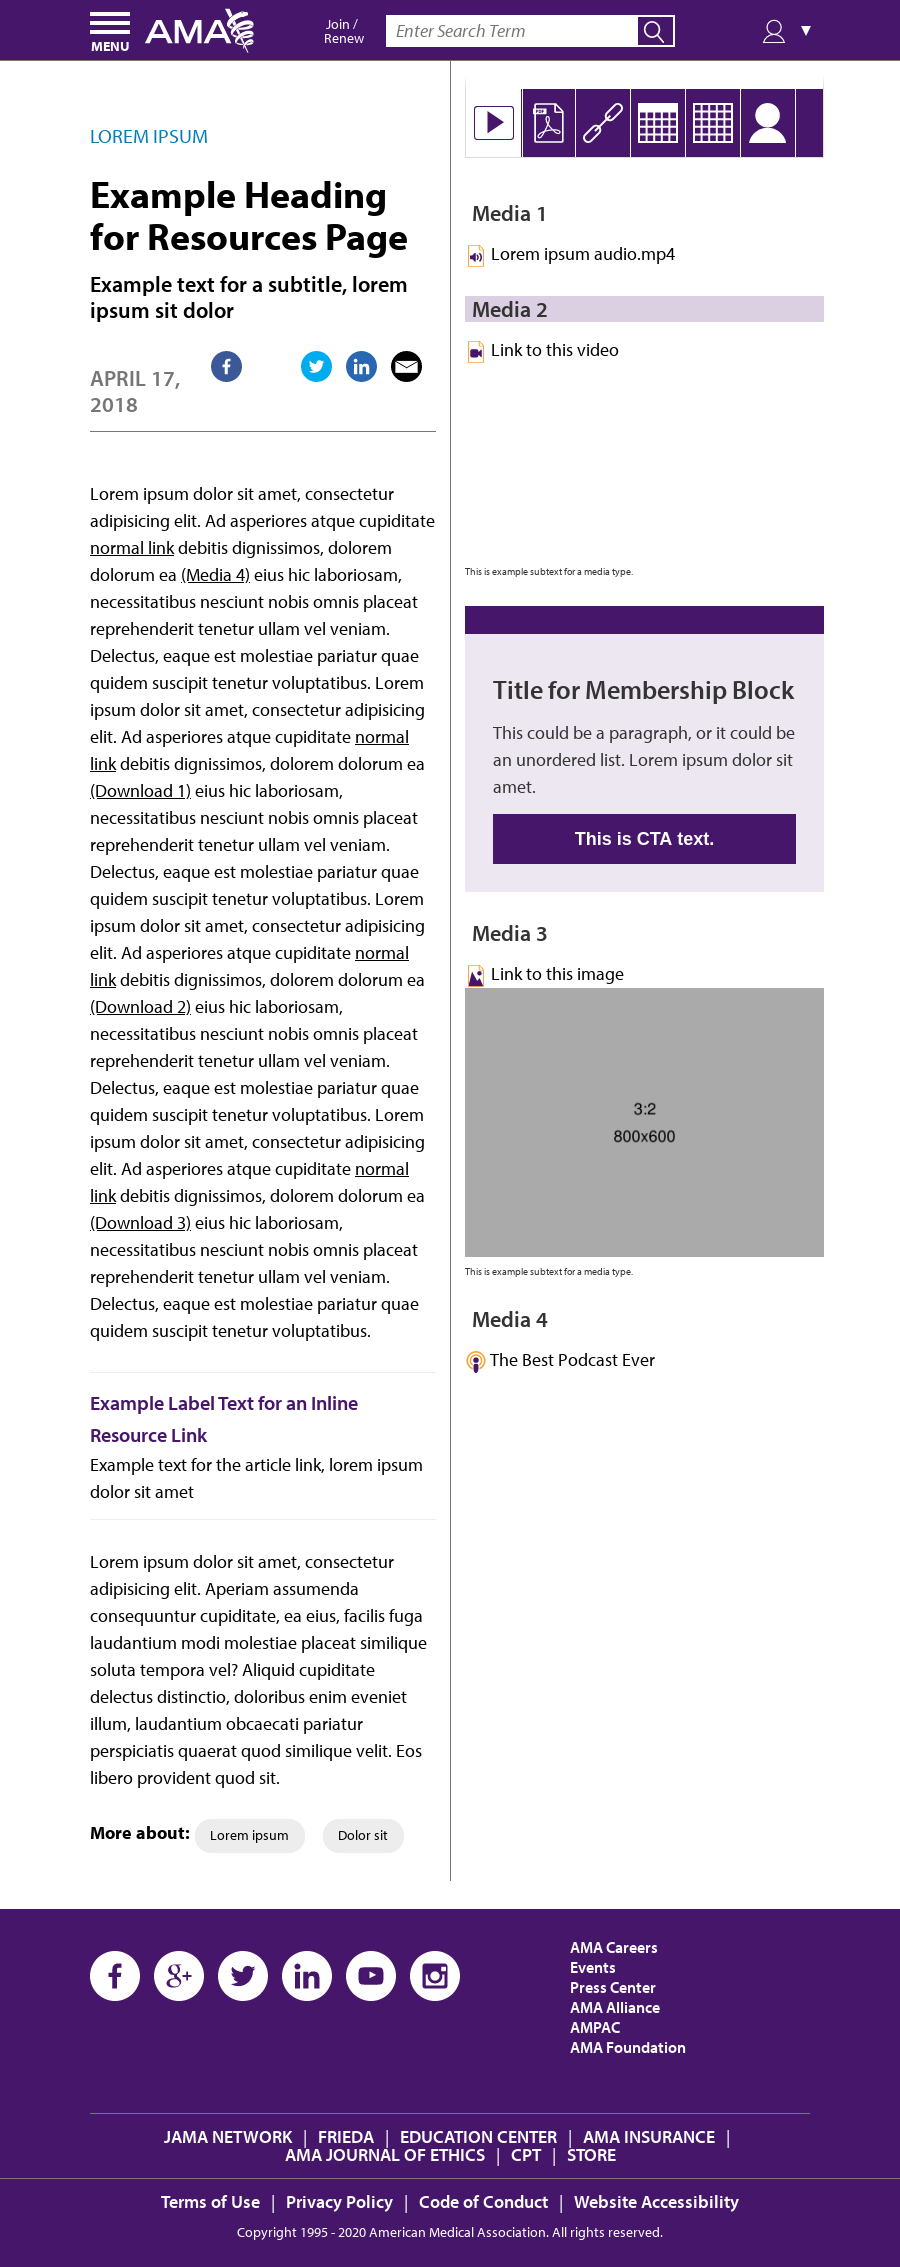 MENU
AMA
Join /
Renew
Enter Search Term
▼
LOREM IPSUM
Example Heading
for Resources Page
Example text for a subtitle, lorem
ipsum sit dolor
APRIL 17,
2018
Lorem ipsum dolor sit amet, consectetur
adipisicing elit. Ad asperiores atque cupiditate
normal link debitis dignissimos, dolorem
dolorum ea (Media 4) eius hic laboriosam,
necessitatibus nesciunt nobis omnis placeat
reprehenderit tenetur ullam vel veniam.
Delectus, eaque est molestiae pariatur quae
quidem suscipit tenetur voluptatibus. Lorem
ipsum dolor sit amet, consectetur adipisicing
elit. Ad asperiores atque cupiditate normal
link debitis dignissimos, dolorem dolorum ea
(Download 1) eius hic laboriosam,
necessitatibus nesciunt nobis omnis placeat
reprehenderit tenetur ullam vel veniam.
Delectus, eaque est molestiae pariatur quae
quidem suscipit tenetur voluptatibus. Lorem
ipsum dolor sit amet, consectetur adipisicing
elit. Ad asperiores atque cupiditate normal
link debitis dignissimos, dolorem dolorum ea
(Download 2) eius hic laboriosam,
necessitatibus nesciunt nobis omnis placeat
reprehenderit tenetur ullam vel veniam.
Delectus, eaque est molestiae pariatur quae
quidem suscipit tenetur voluptatibus. Lorem
ipsum dolor sit amet, consectetur adipisicing
elit. Ad asperiores atque cupiditate normal
link debitis dignissimos, dolorem dolorum ea
(Download 3) eius hic laboriosam,
necessitatibus nesciunt nobis omnis placeat
reprehenderit tenetur ullam vel veniam.
Delectus, eaque est molestiae pariatur quae
quidem suscipit tenetur voluptatibus.
Example Label Text for an Inline
Resource Link
Example text for the article link, lorem ipsum
dolor sit amet
Lorem ipsum dolor sit amet, consectetur
adipisicing elit. Aperiam assumenda
consequuntur cupiditate, ea eius, facilis fuga
laudantium modi molestiae placeat similique
soluta tempora vel? Aliquid cupiditate
delectus distinctio, doloribus enim eveniet
illum, laudantium obcaecati pariatur
perspiciatis quaerat quod similique velit. Eos
libero provident quod sit.
More about: Lorem ipsum Dolor sit
PDF
Media 1
Lorem ipsum audio.mp4
Media 2
Link to this video
This is example subtext for a media type.
Title for Membership Block
This could be a paragraph, or it could be
an unordered list. Lorem ipsum dolor sit
amet.
This is CTA text.
Media 3
Link to this image
3:2
800x600
This is example subtext for a media type.
Media 4
The Best Podcast Ever
AMA Careers
Events
Press Center
AMA Alliance
AMPAC
AMA Foundation
JAMA NETWORK | FRIEDA | EDUCATION CENTER | AMA INSURANCE |
AMA JOURNAL OF ETHICS | CPT | STORE
Terms of Use | Privacy Policy | Code of Conduct | Website Accessibility
Copyright 1995 - 2020 American Medical Association. All rights reserved.